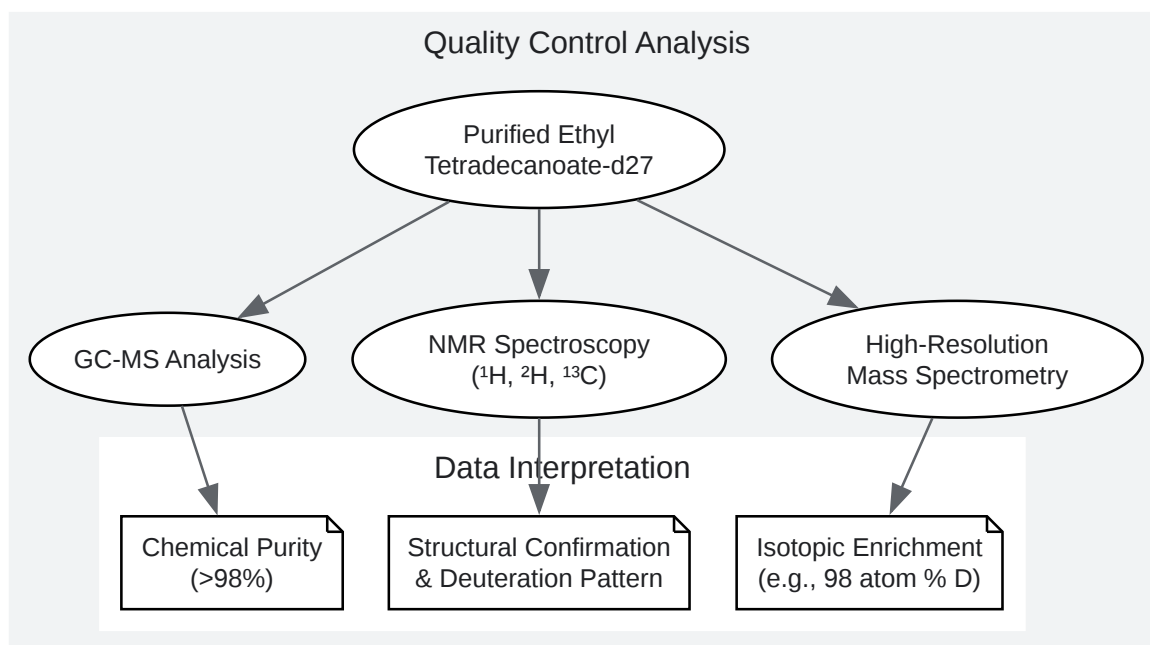 Quality Control Analysis
Purified Ethyl
Tetradecanoate-d27
GC-MS Analysis
NMR Spectroscopy
(¹H, ²H, ¹³C)
High-Resolution
Mass Spectrometry
Data Interpretation
Chemical Purity
(>98%)
Structural Confirmation
& Deuteration Pattern
Isotopic Enrichment
(e.g., 98 atom % D)